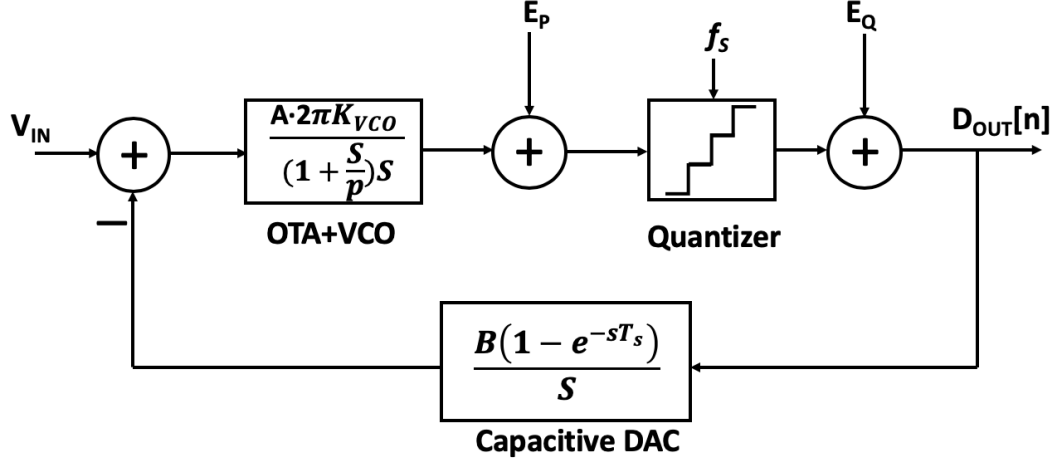 E_P
f_S
E_Q
V_IN
+
A·2πK_VCO
(1 + S/p)S
+
+
D_OUT[n]
−
OTA+VCO
Quantizer
B(1 − e^{−sT_s})
S
Capacitive DAC